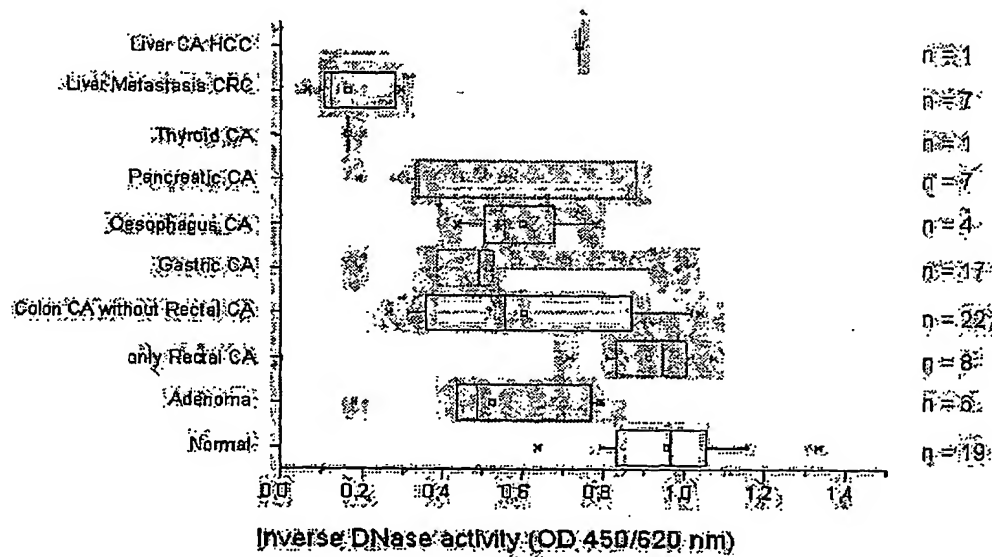 Liver CA HCC n = 1
Liver Metastasis CRC n = 7
Thyroid CA n = 1
Pancreatic CA n = 7
Oesophagus CA n = 4
Gastric CA n = 17
Colon CA without Rectal CA n = 22
only Rectal CA n = 8
Adenoma n = 6
Normal n = 19
0.0 0.2 0.4 0.6 0.8 1.0 1.2 1.4
Inverse DNase activity (OD 450/620 nm)